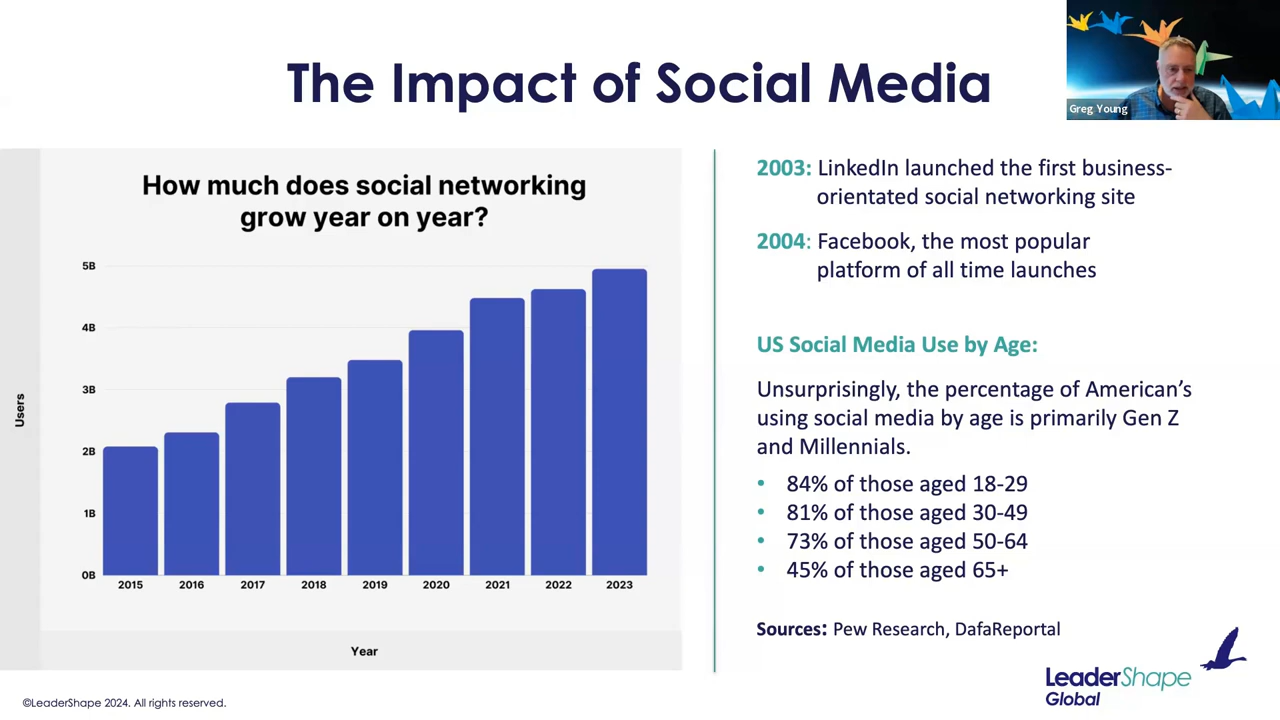 The Impact of Social Media
Greg Young
How much does social networking
grow year on year?
5B
4B
3B
2B
1B
0B
Users
2015 2016 2017 2018 2019 2020 2021 2022 2023
Year
2003: LinkedIn launched the first business-
orientated social networking site
2004: Facebook, the most popular
platform of all time launches
US Social Media Use by Age:
Unsurprisingly, the percentage of American's
using social media by age is primarily Gen Z
and Millennials.
• 84% of those aged 18-29
• 81% of those aged 30-49
• 73% of those aged 50-64
• 45% of those aged 65+
Sources: Pew Research, DafaReportal
LeaderShape
Global
©LeaderShape 2024. All rights reserved.